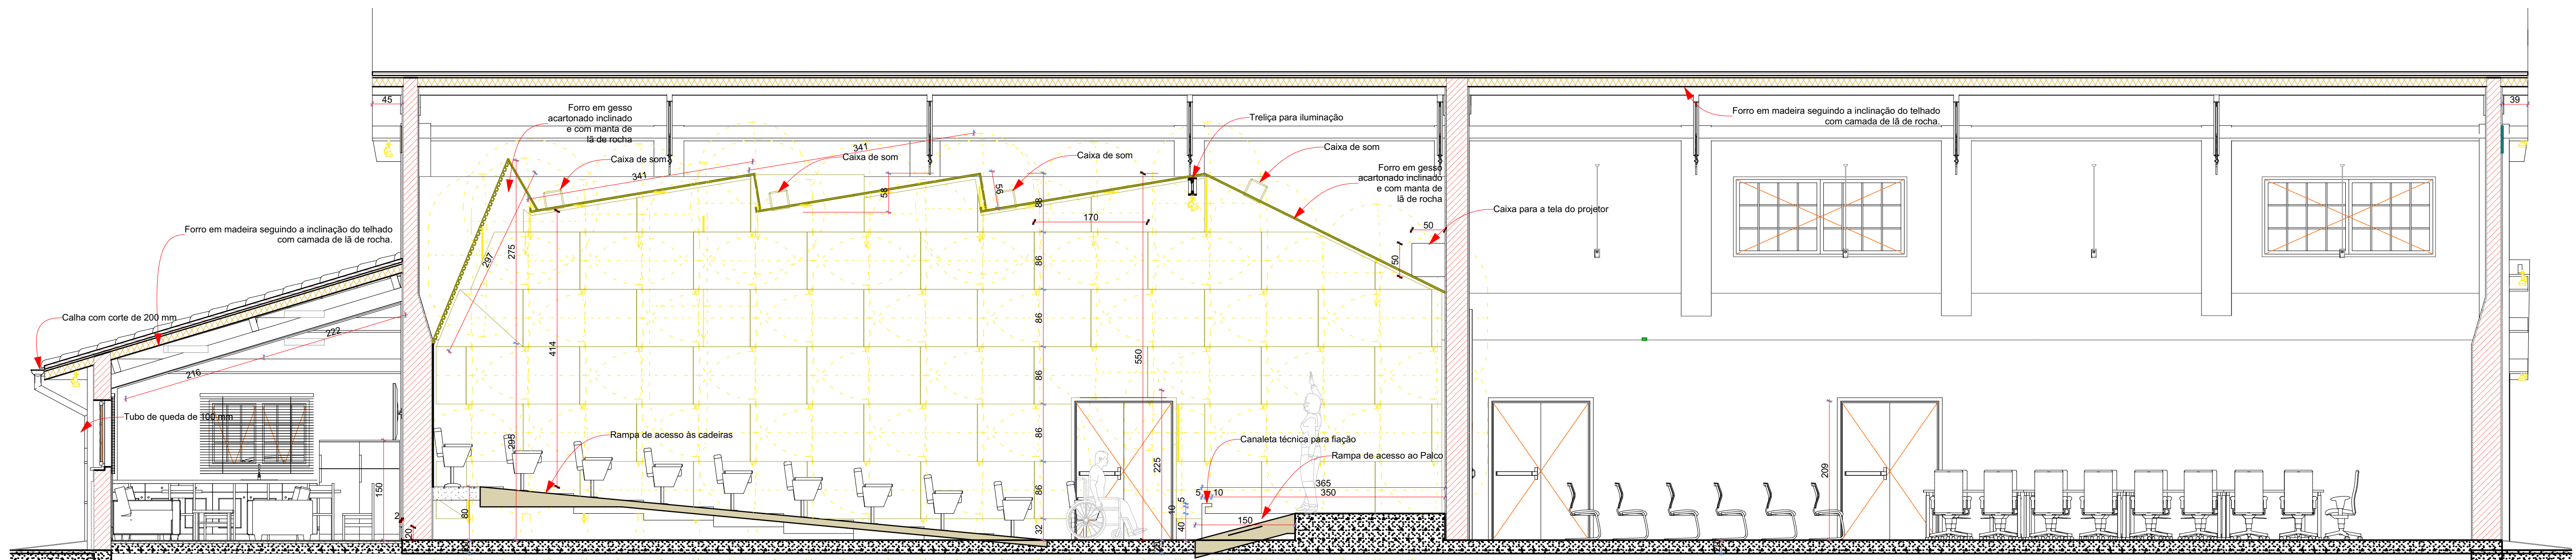 45
Forro em gesso
acartonado inclinado
e com manta de
lã de rocha
Treliça para iluminação
Forro em madeira seguindo a inclinação do telhado
com camada de lã de rocha.
39
341
Caixa de som
Caixa de som
Caixa de som
Caixa de som
341
Forro em gesso
acartonado inclinado
e com manta de
lã de rocha
58
56
88
170
Caixa para a tela do projetor
50
50
Forro em madeira seguindo a inclinação do telhado
com camada de lã de rocha.
297
275
86
Calha com corte de 200 mm
222
86
414
550
216
86
Tubo de queda de 100 mm
Rampa de acesso às cadeiras
295
86
Canaleta técnica para fiação
Rampa de acesso ao Palco
225
209
150
86
365
5
10
350
5
10
80
2
20
32
40
150